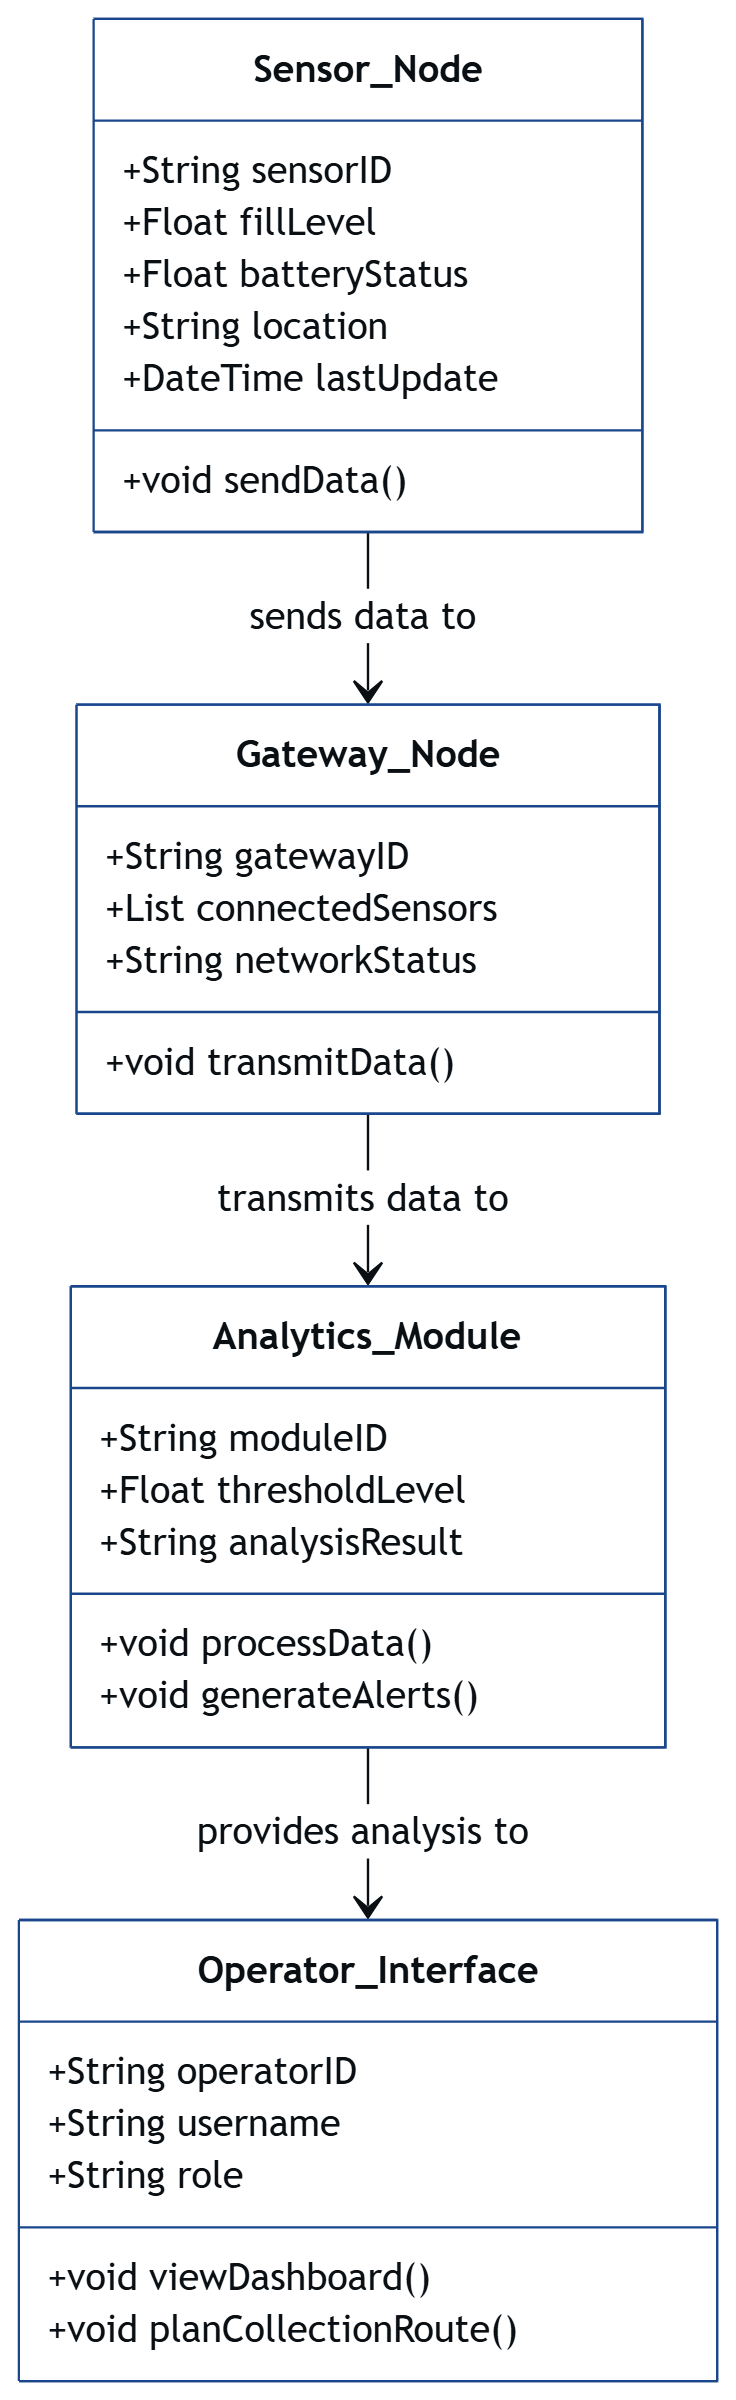 Sensor_Node
+String sensorID
+Float fillLevel
+Float batteryStatus
+String location
+DateTime lastUpdate
+void sendData()
sends data to
Gateway_Node
+String gatewayID
+List connectedSensors
+String networkStatus
+void transmitData()
transmits data to
Analytics_Module
+String moduleID
+Float thresholdLevel
+String analysisResult
+void processData()
+void generateAlerts()
provides analysis to
Operator_Interface
+String operatorID
+String username
+String role
+void viewDashboard()
+void planCollectionRoute()